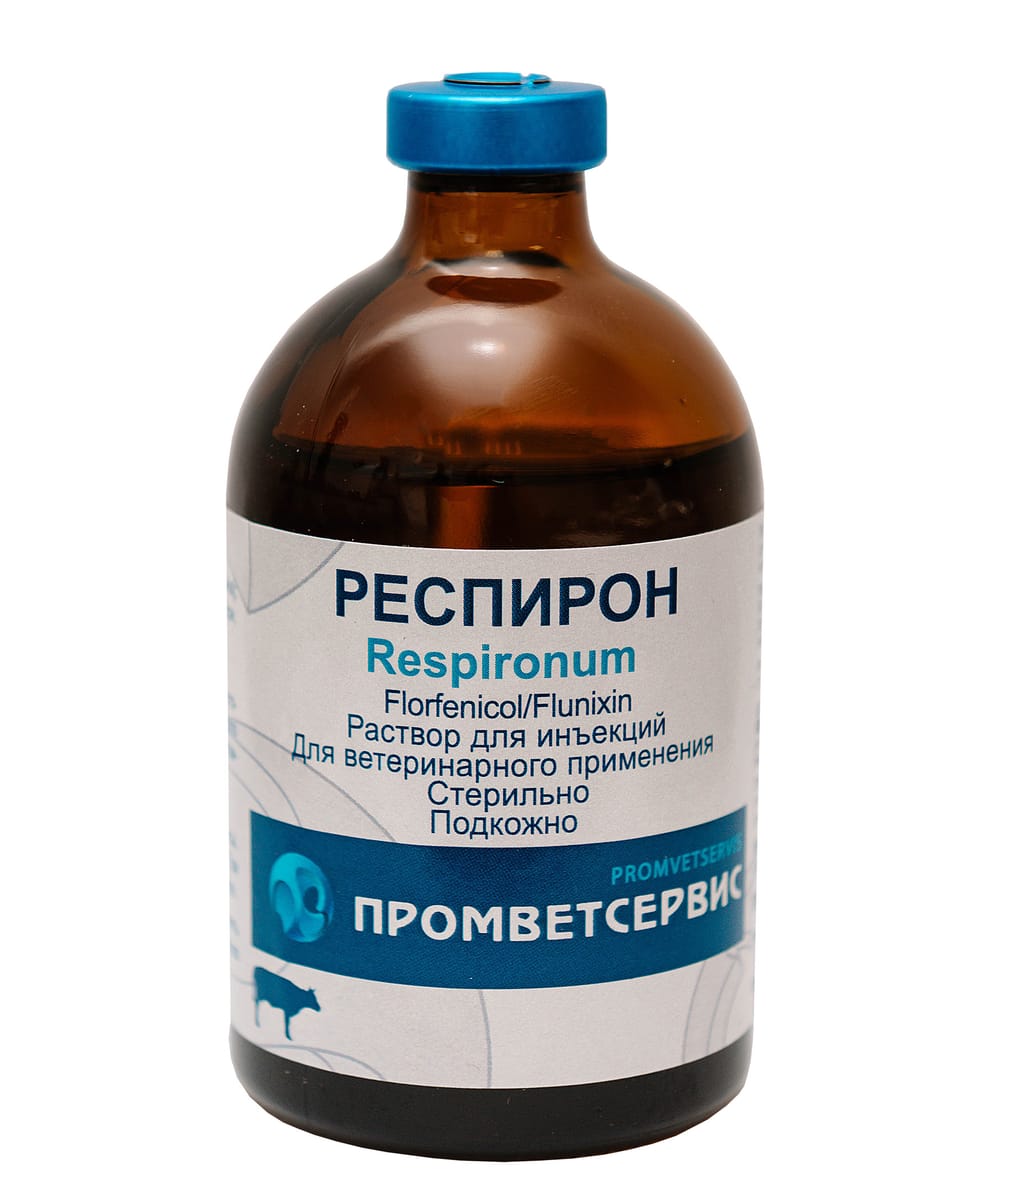 РЕСПИРОН
Respironum
Florfenicol/Flunixin
Раствор для инъекций
Для ветеринарного применения
Стерильно
Подкожно
PROMVETSERVIS
ПРОМВЕТСЕРВИС